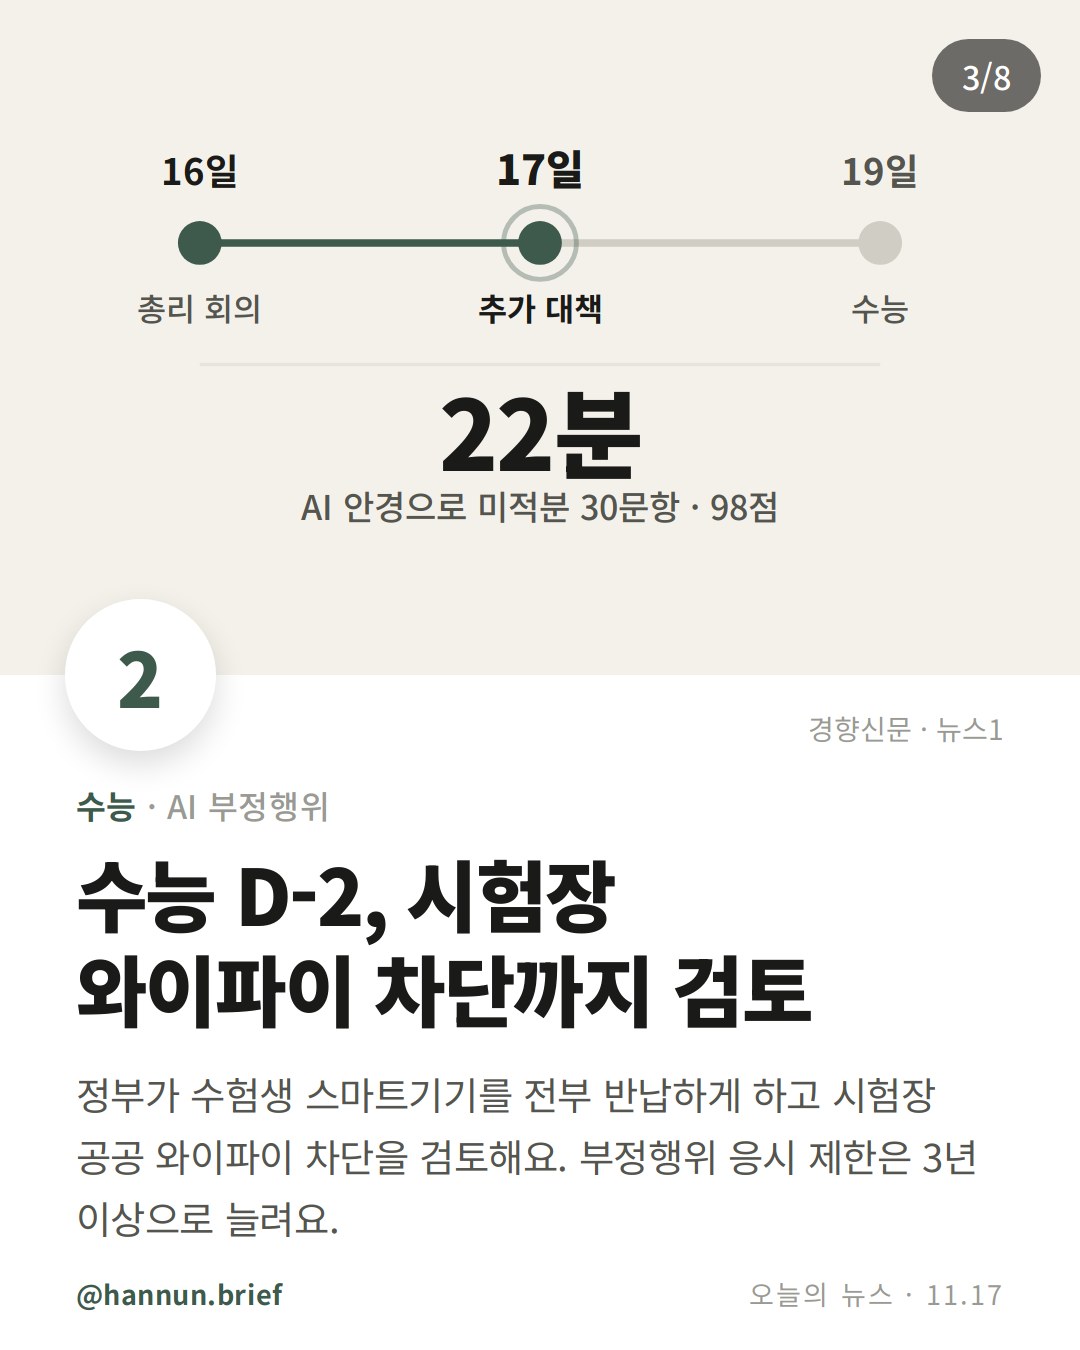 3/8
16일
17일
19일
총리 회의
추가 대책
수능
22분
AI 안경으로 미적분 30문항 · 98점
2
경향신문 · 뉴스1
수능 · AI 부정행위
수능 D-2, 시험장
와이파이 차단까지 검토
정부가 수험생 스마트기기를 전부 반납하게 하고 시험장
공공 와이파이 차단을 검토해요. 부정행위 응시 제한은 3년
이상으로 늘려요.
@hannun.brief
오늘의 뉴스 · 11.17